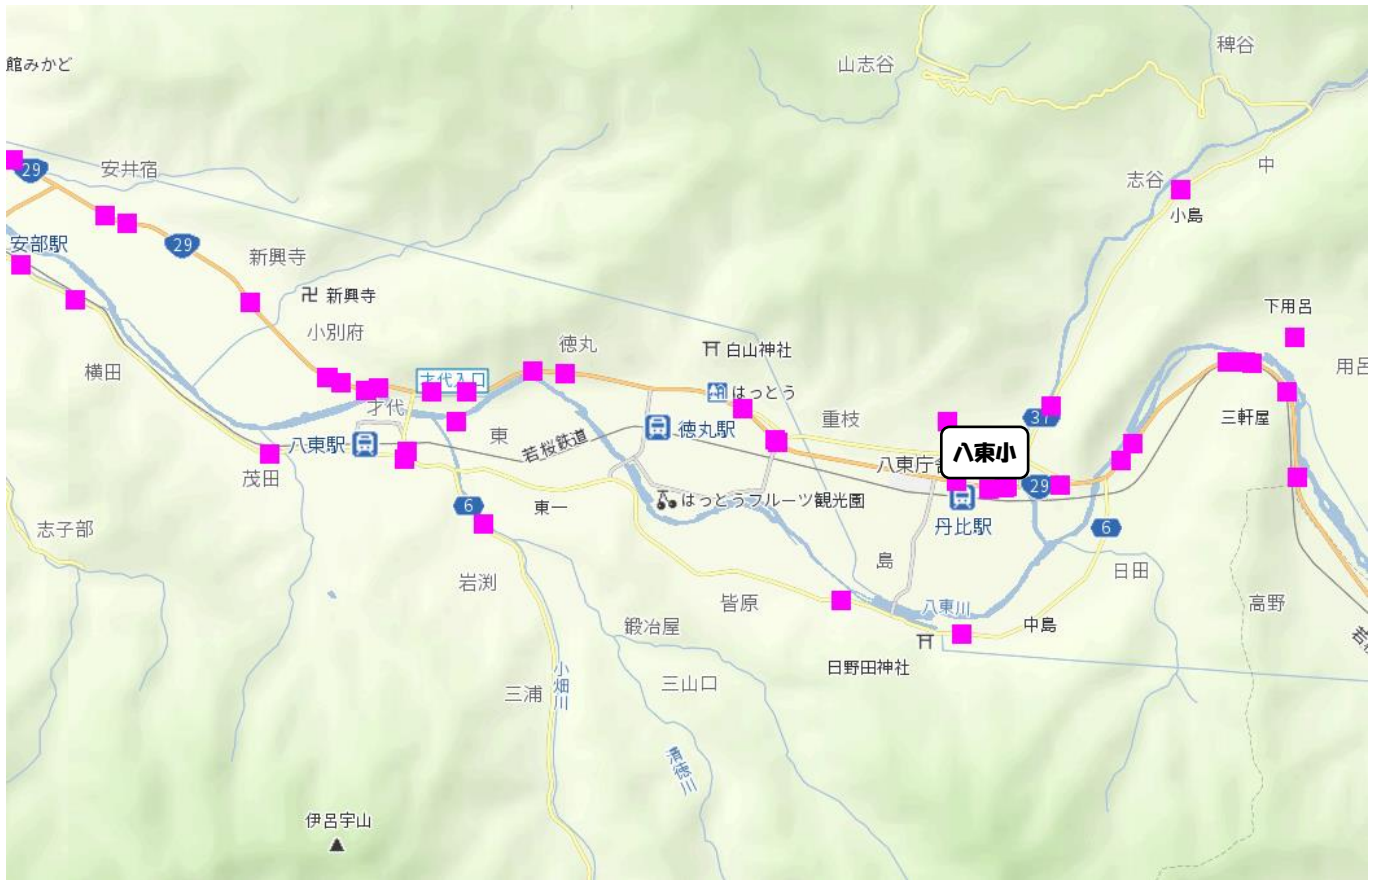 稗谷
山志谷
館みかど
29
安井宿
中
志谷
小島
安部駅
29
新興寺
新興寺
小別府
下用呂
徳丸
白山神社
横田
用呂
才代入口
はっとう
才代
重枝
37
三軒屋
八東駅
東
若桜鉄道
徳丸駅
八東小
八東庁舎
茂田
29
6
東一
はっとうフルーツ観光園
丹比駅
6
志子部
島
日田
岩渕
皆原
八東川
高野
鍛冶屋
中島
日野田神社
三浦
小畑川
三山口
清徳川
伊呂宇山